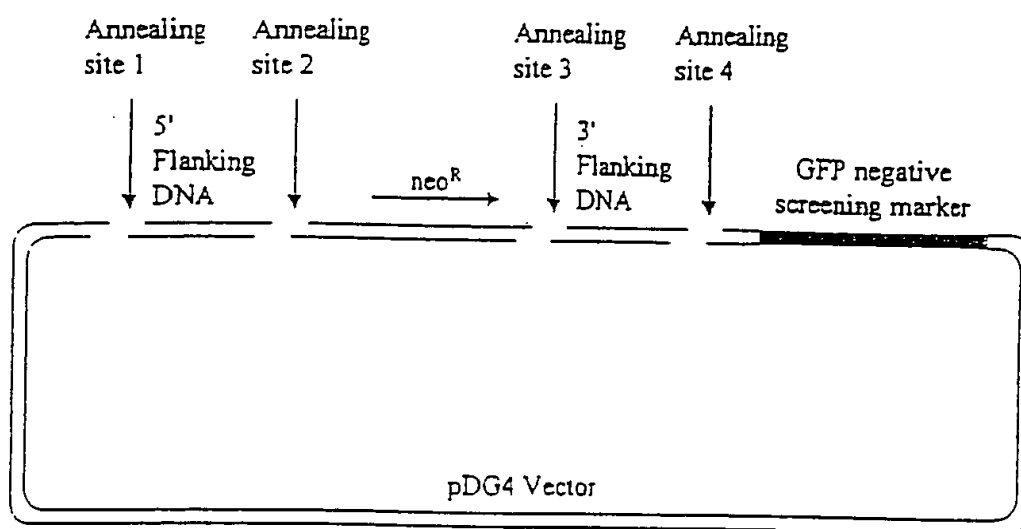 Annealing
site 1
Annealing
site 2
Annealing
site 3
Annealing
site 4
5'
Flanking
DNA
neoR
3'
Flanking
DNA
GFP negative
screening marker
pDG4 Vector